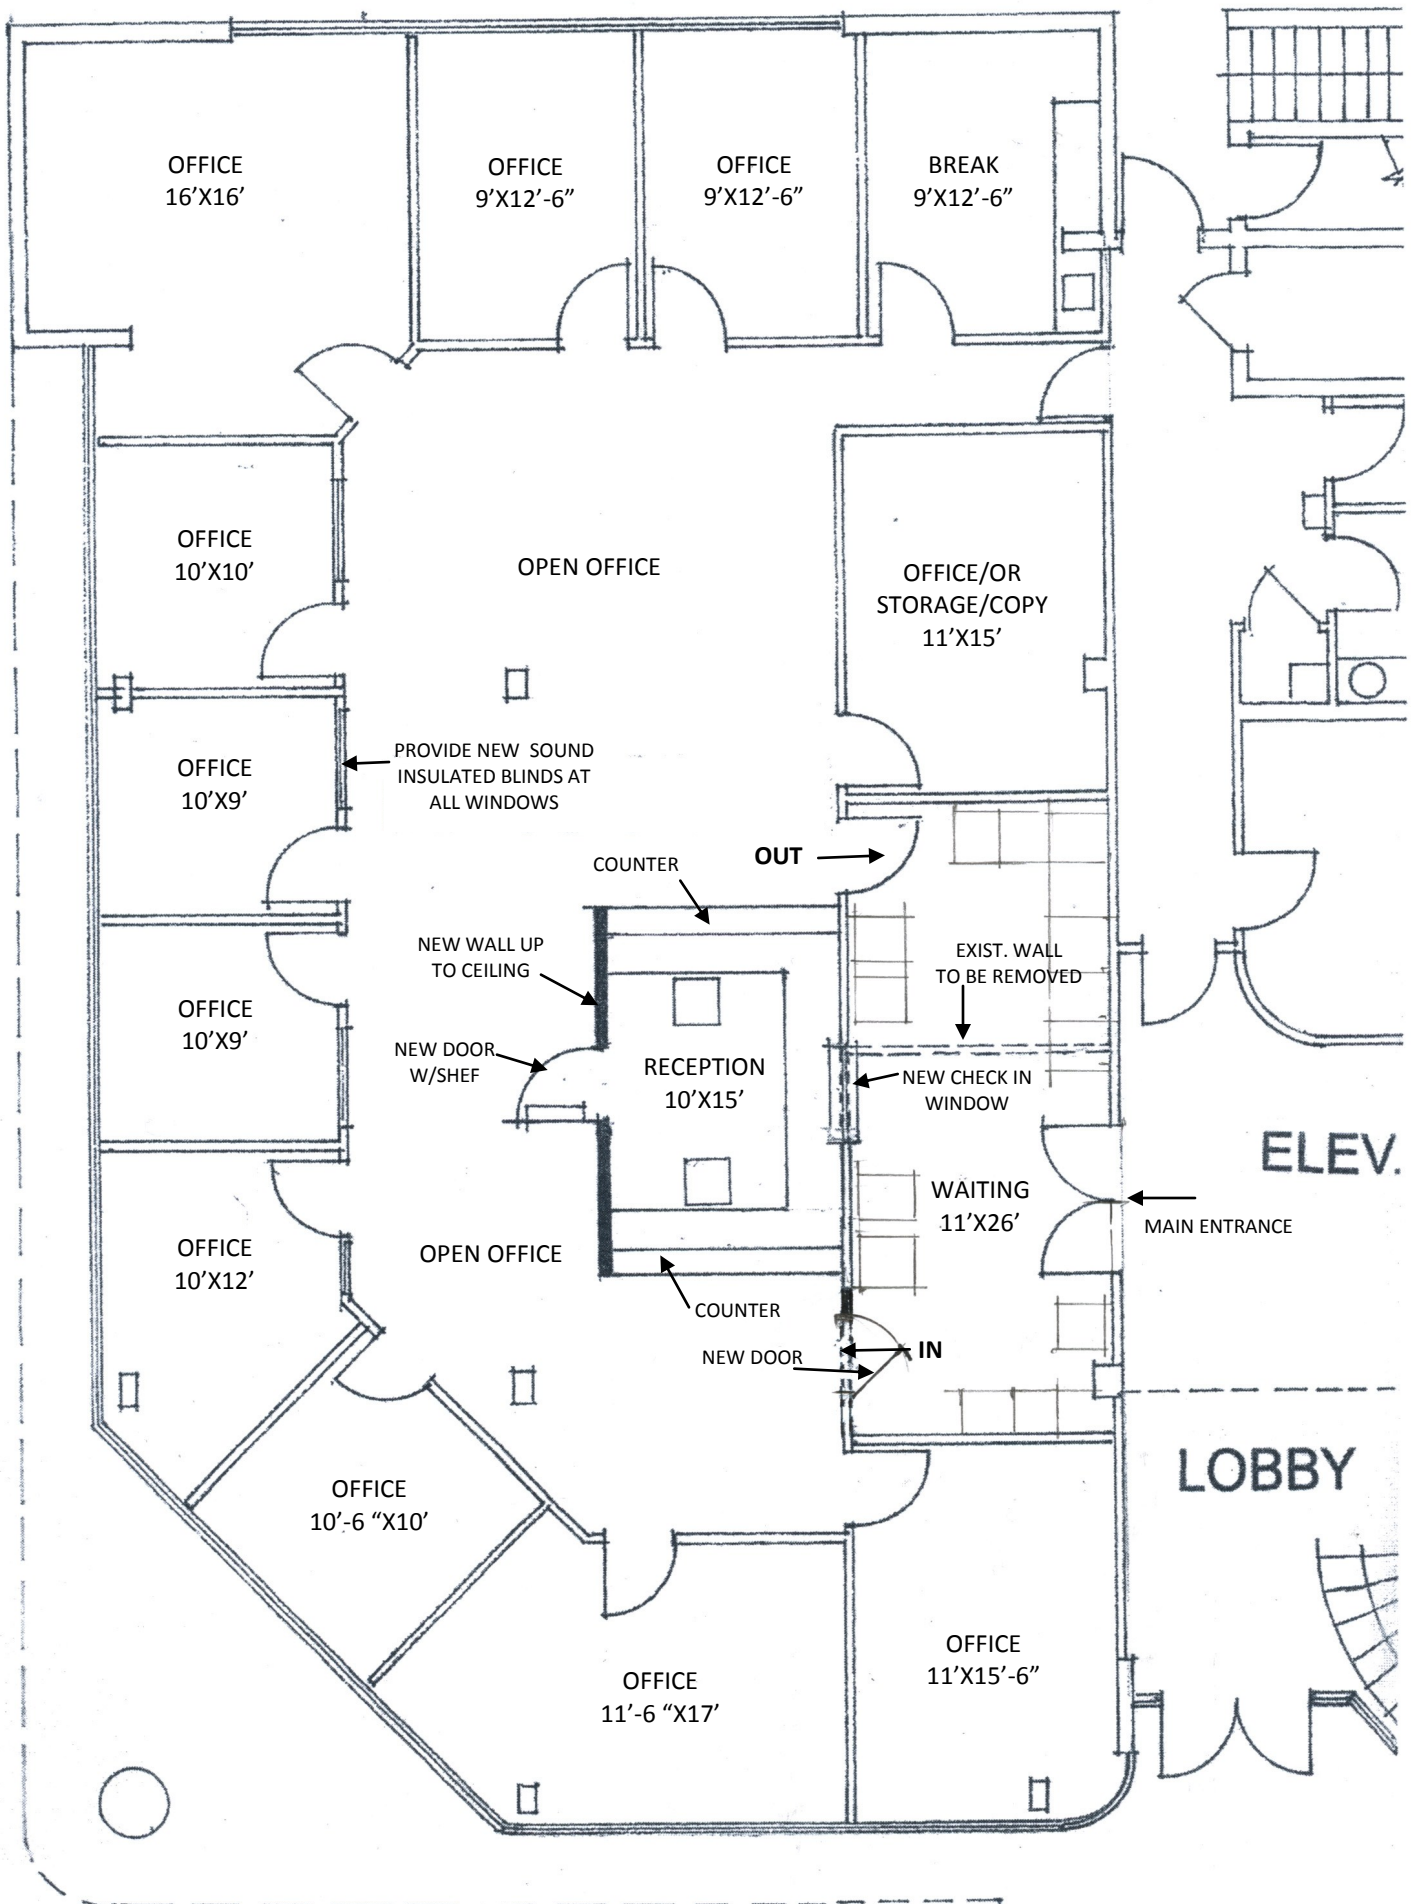 OFFICE
16’X16’
OFFICE
9’X12’-6”
OFFICE
9’X12’-6”
BREAK
9’X12’-6”
OFFICE
10’X10’
OPEN OFFICE
OFFICE/OR
STORAGE/COPY
11’X15’
OFFICE
10’X9’
PROVIDE NEW SOUND
INSULATED BLINDS AT
ALL WINDOWS
COUNTER
OUT
NEW WALL UP
TO CEILING
EXIST. WALL
TO BE REMOVED
OFFICE
10’X9’
NEW DOOR
W/SHEF
RECEPTION
10’X15’
NEW CHECK IN
WINDOW
ELEV.
WAITING
11’X26’
MAIN ENTRANCE
OFFICE
10’X12’
OPEN OFFICE
COUNTER
NEW DOOR
IN
LOBBY
OFFICE
10’-6 “X10’
OFFICE
11’-6 “X17’
OFFICE
11’X15’-6”